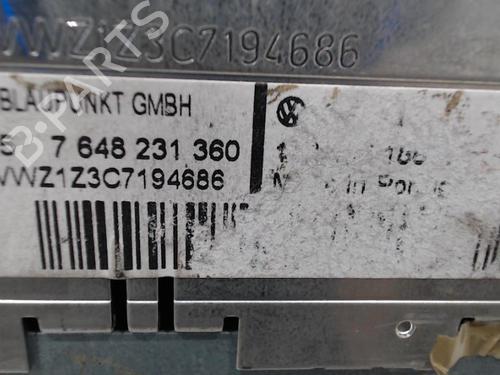 VWZ1Z3C7194686
BLAUPUNKT GMBH
7 648 231 360
VWZ1Z3C7194686
B-PARTS